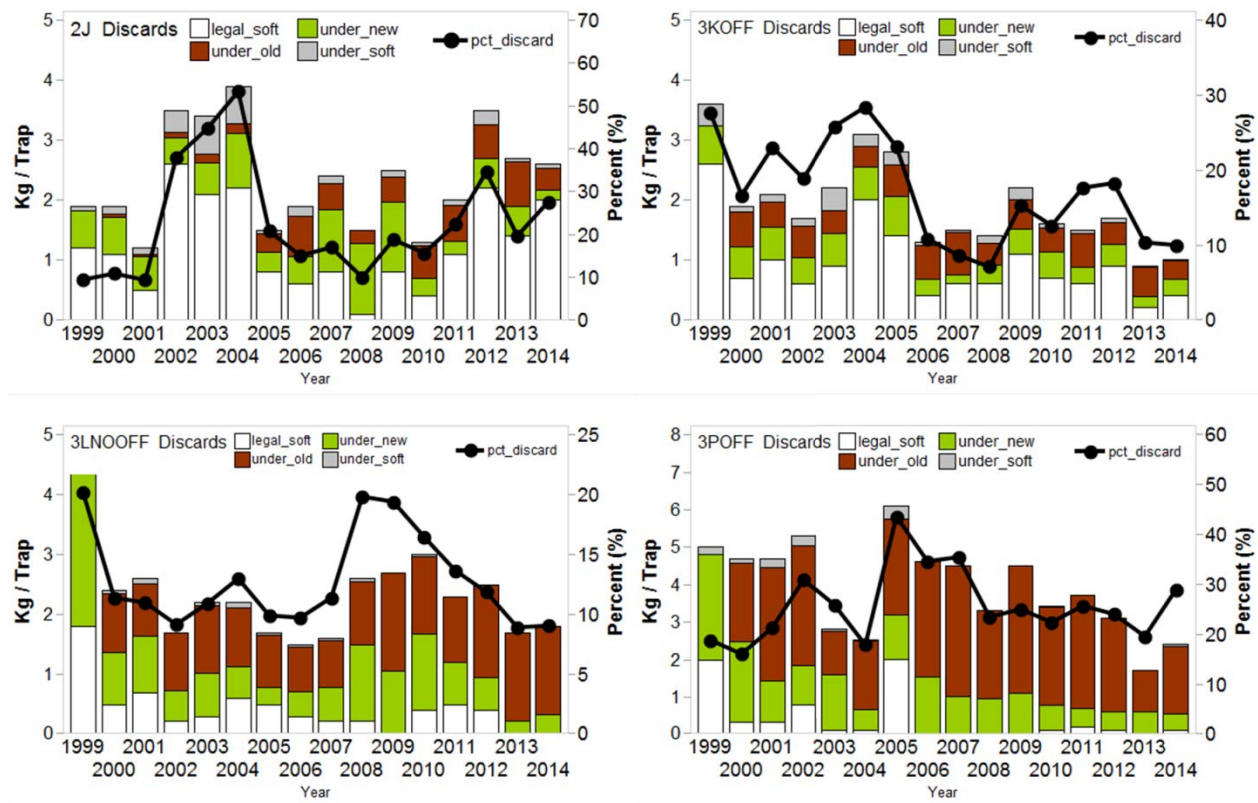 2J Discards
legal_soft under_new
under_old under_soft
pct_discard
Kg / Trap
5
4
3
2
1
0
70
60
50
40
30
20
10
0
Percent (%)
1999 2001 2003 2005 2007 2009 2011 2013
2000 2002 2004 2006 2008 2010 2012 2014
Year
3KOFF Discards
legal_soft under_new
under_old under_soft
pct_discard
Kg / Trap
5
4
3
2
1
0
40
30
20
10
0
Percent (%)
1999 2001 2003 2005 2007 2009 2011 2013
2000 2002 2004 2006 2008 2010 2012 2014
Year
3LNOOFF Discards
legal_soft under_new
under_old under_soft
pct_discard
Kg / Trap
5
4
3
2
1
0
25
20
15
10
5
0
Percent (%)
1999 2001 2003 2005 2007 2009 2011 2013
2000 2002 2004 2006 2008 2010 2012 2014
Year
3POFF Discards
legal_soft under_new
under_old under_soft
pct_discard
Kg / Trap
8
7
6
5
4
3
2
1
0
60
50
40
30
20
10
0
Percent (%)
1999 2001 2003 2005 2007 2009 2011 2013
2000 2002 2004 2006 2008 2010 2012 2014
Year